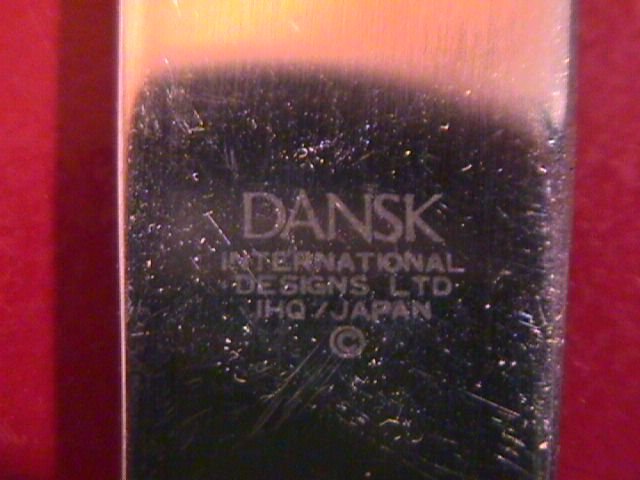 DANSK
INTERNATIONAL
DESIGNS LTD
IHQ / JAPAN
©